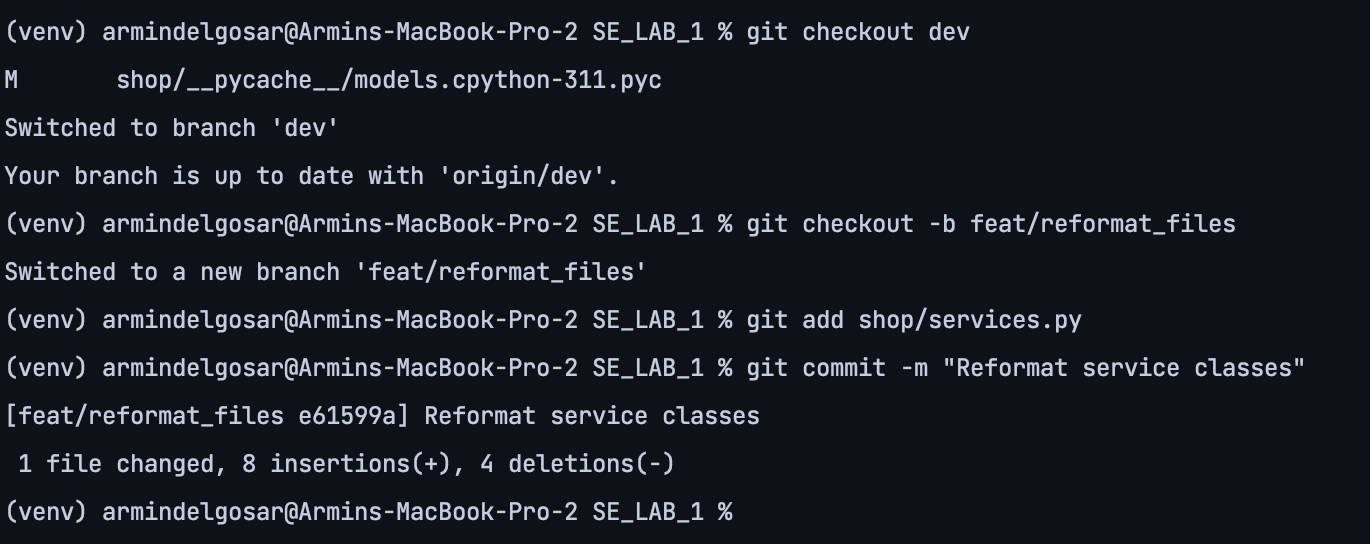 (venv) armindelgosar@Armins-MacBook-Pro-2 SE_LAB_1 % git checkout dev
M       shop/__pycache__/models.cpython-311.pyc
Switched to branch 'dev'
Your branch is up to date with 'origin/dev'.
(venv) armindelgosar@Armins-MacBook-Pro-2 SE_LAB_1 % git checkout -b feat/reformat_files
Switched to a new branch 'feat/reformat_files'
(venv) armindelgosar@Armins-MacBook-Pro-2 SE_LAB_1 % git add shop/services.py
(venv) armindelgosar@Armins-MacBook-Pro-2 SE_LAB_1 % git commit -m "Reformat service classes"
[feat/reformat_files e61599a] Reformat service classes
 1 file changed, 8 insertions(+), 4 deletions(-)
(venv) armindelgosar@Armins-MacBook-Pro-2 SE_LAB_1 %